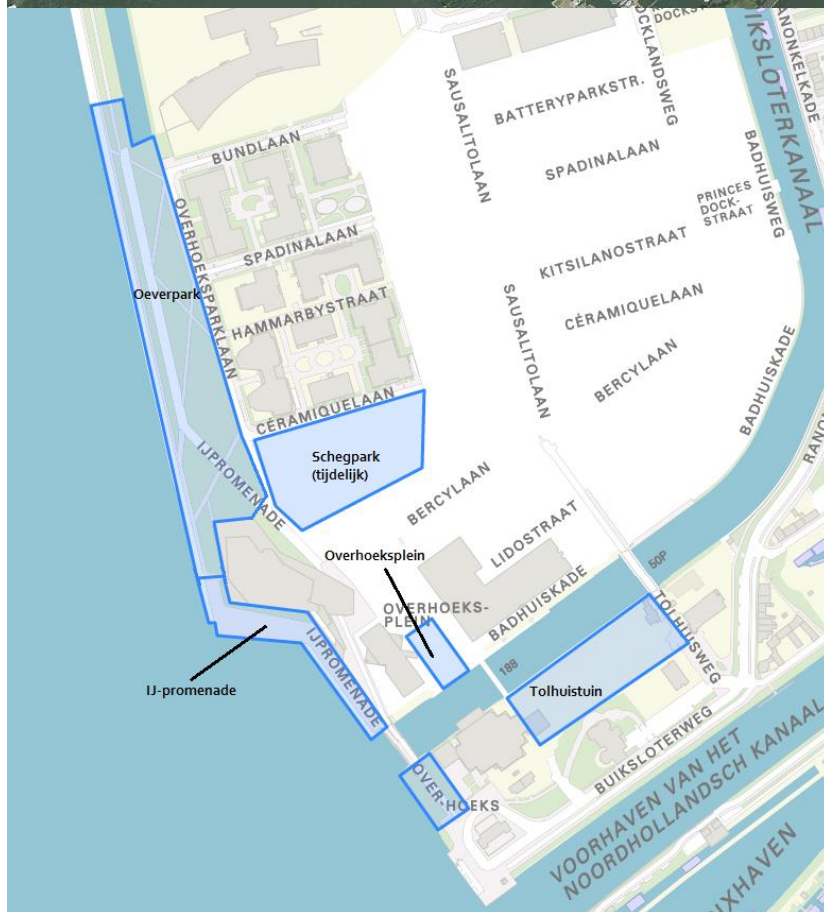 DOCKST
DOCKLANDSWEG
SAUSALITOLAAN
BATTERYPARKSTR.
BUNDLAAN
SPADINALAAN
BADHUISWEG
PRINCES
DOCK-
STRAAT
OVERHOEKSPARKLAAN
SPADINALAAN
KITSILANOSTRAAT
Oeverpark
HAMMARBYSTRAAT
SAUSALITOLAAN
CÉRAMIQUELAAN
BERCYLAAN
BADHUISKADE
CÉRAMIQUELAAN
IJPROMENADE
Schegpark
(tijdelijk)
BERCYLAAN
LIDOSTRAAT
Overhoeksplein
50P
OVERHOEKS-
PLEIN
BADHUISKADE
TOLHUISWEG
188
IJPROMENADE
IJ-promenade
Tolhuistuin
BUIKSLOTERWEG
OVER-
HOEKS
VOORHAVEN VAN HET
NOORDHOLLANDSCH KANAAL